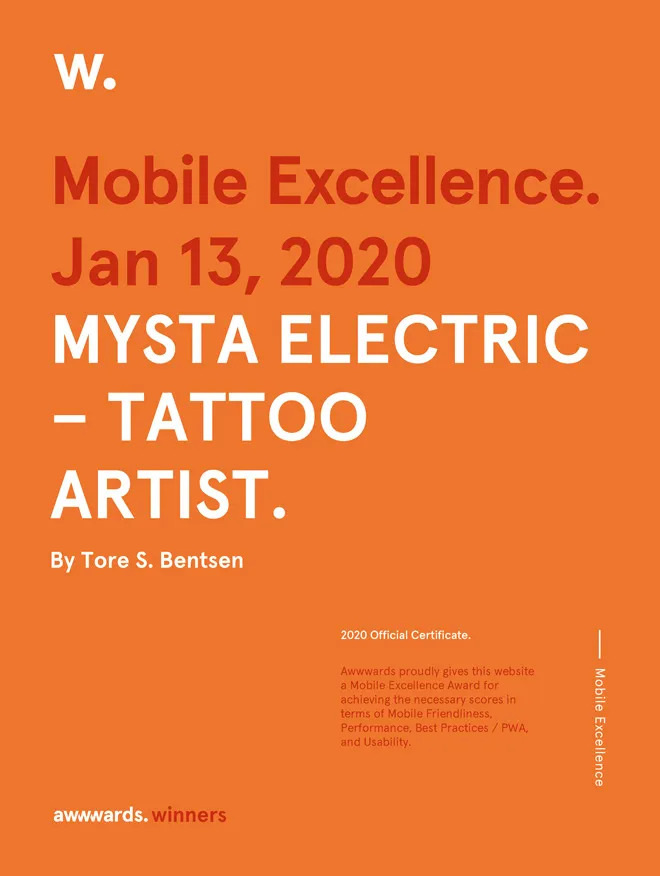 W.
Mobile Excellence.
Jan 13, 2020
MYSTA ELECTRIC
– TATTOO
ARTIST.
By Tore S. Bentsen
2020 Official Certificate.
Awwwards proudly gives this website
a Mobile Excellence Award for
achieving the necessary scores in
terms of Mobile Friendliness,
Performance, Best Practices / PWA,
and Usability.
Mobile Excellence
awwwards.winners